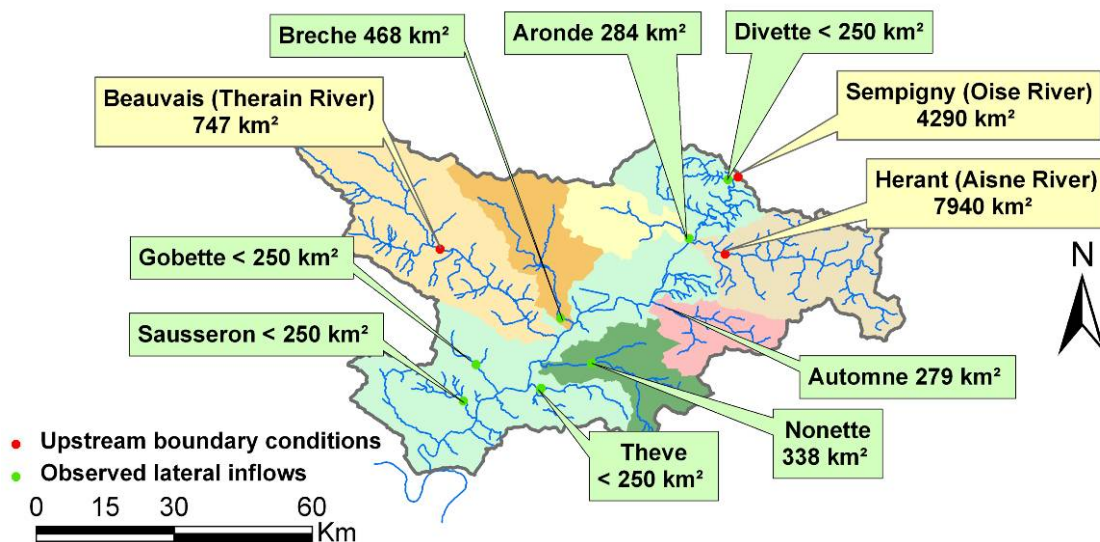 Breche 468 km²
Aronde 284 km²
Divette < 250 km²
Beauvais (Therain River)
747 km²
Sempigny (Oise River)
4290 km²
Herant (Aisne River)
7940 km²
Gobette < 250 km²
N
Sausseron < 250 km²
Automne 279 km²
Nonette
338 km²
Theve
< 250 km²
Upstream boundary conditions
Observed lateral inflows
0 15 30 60
Km